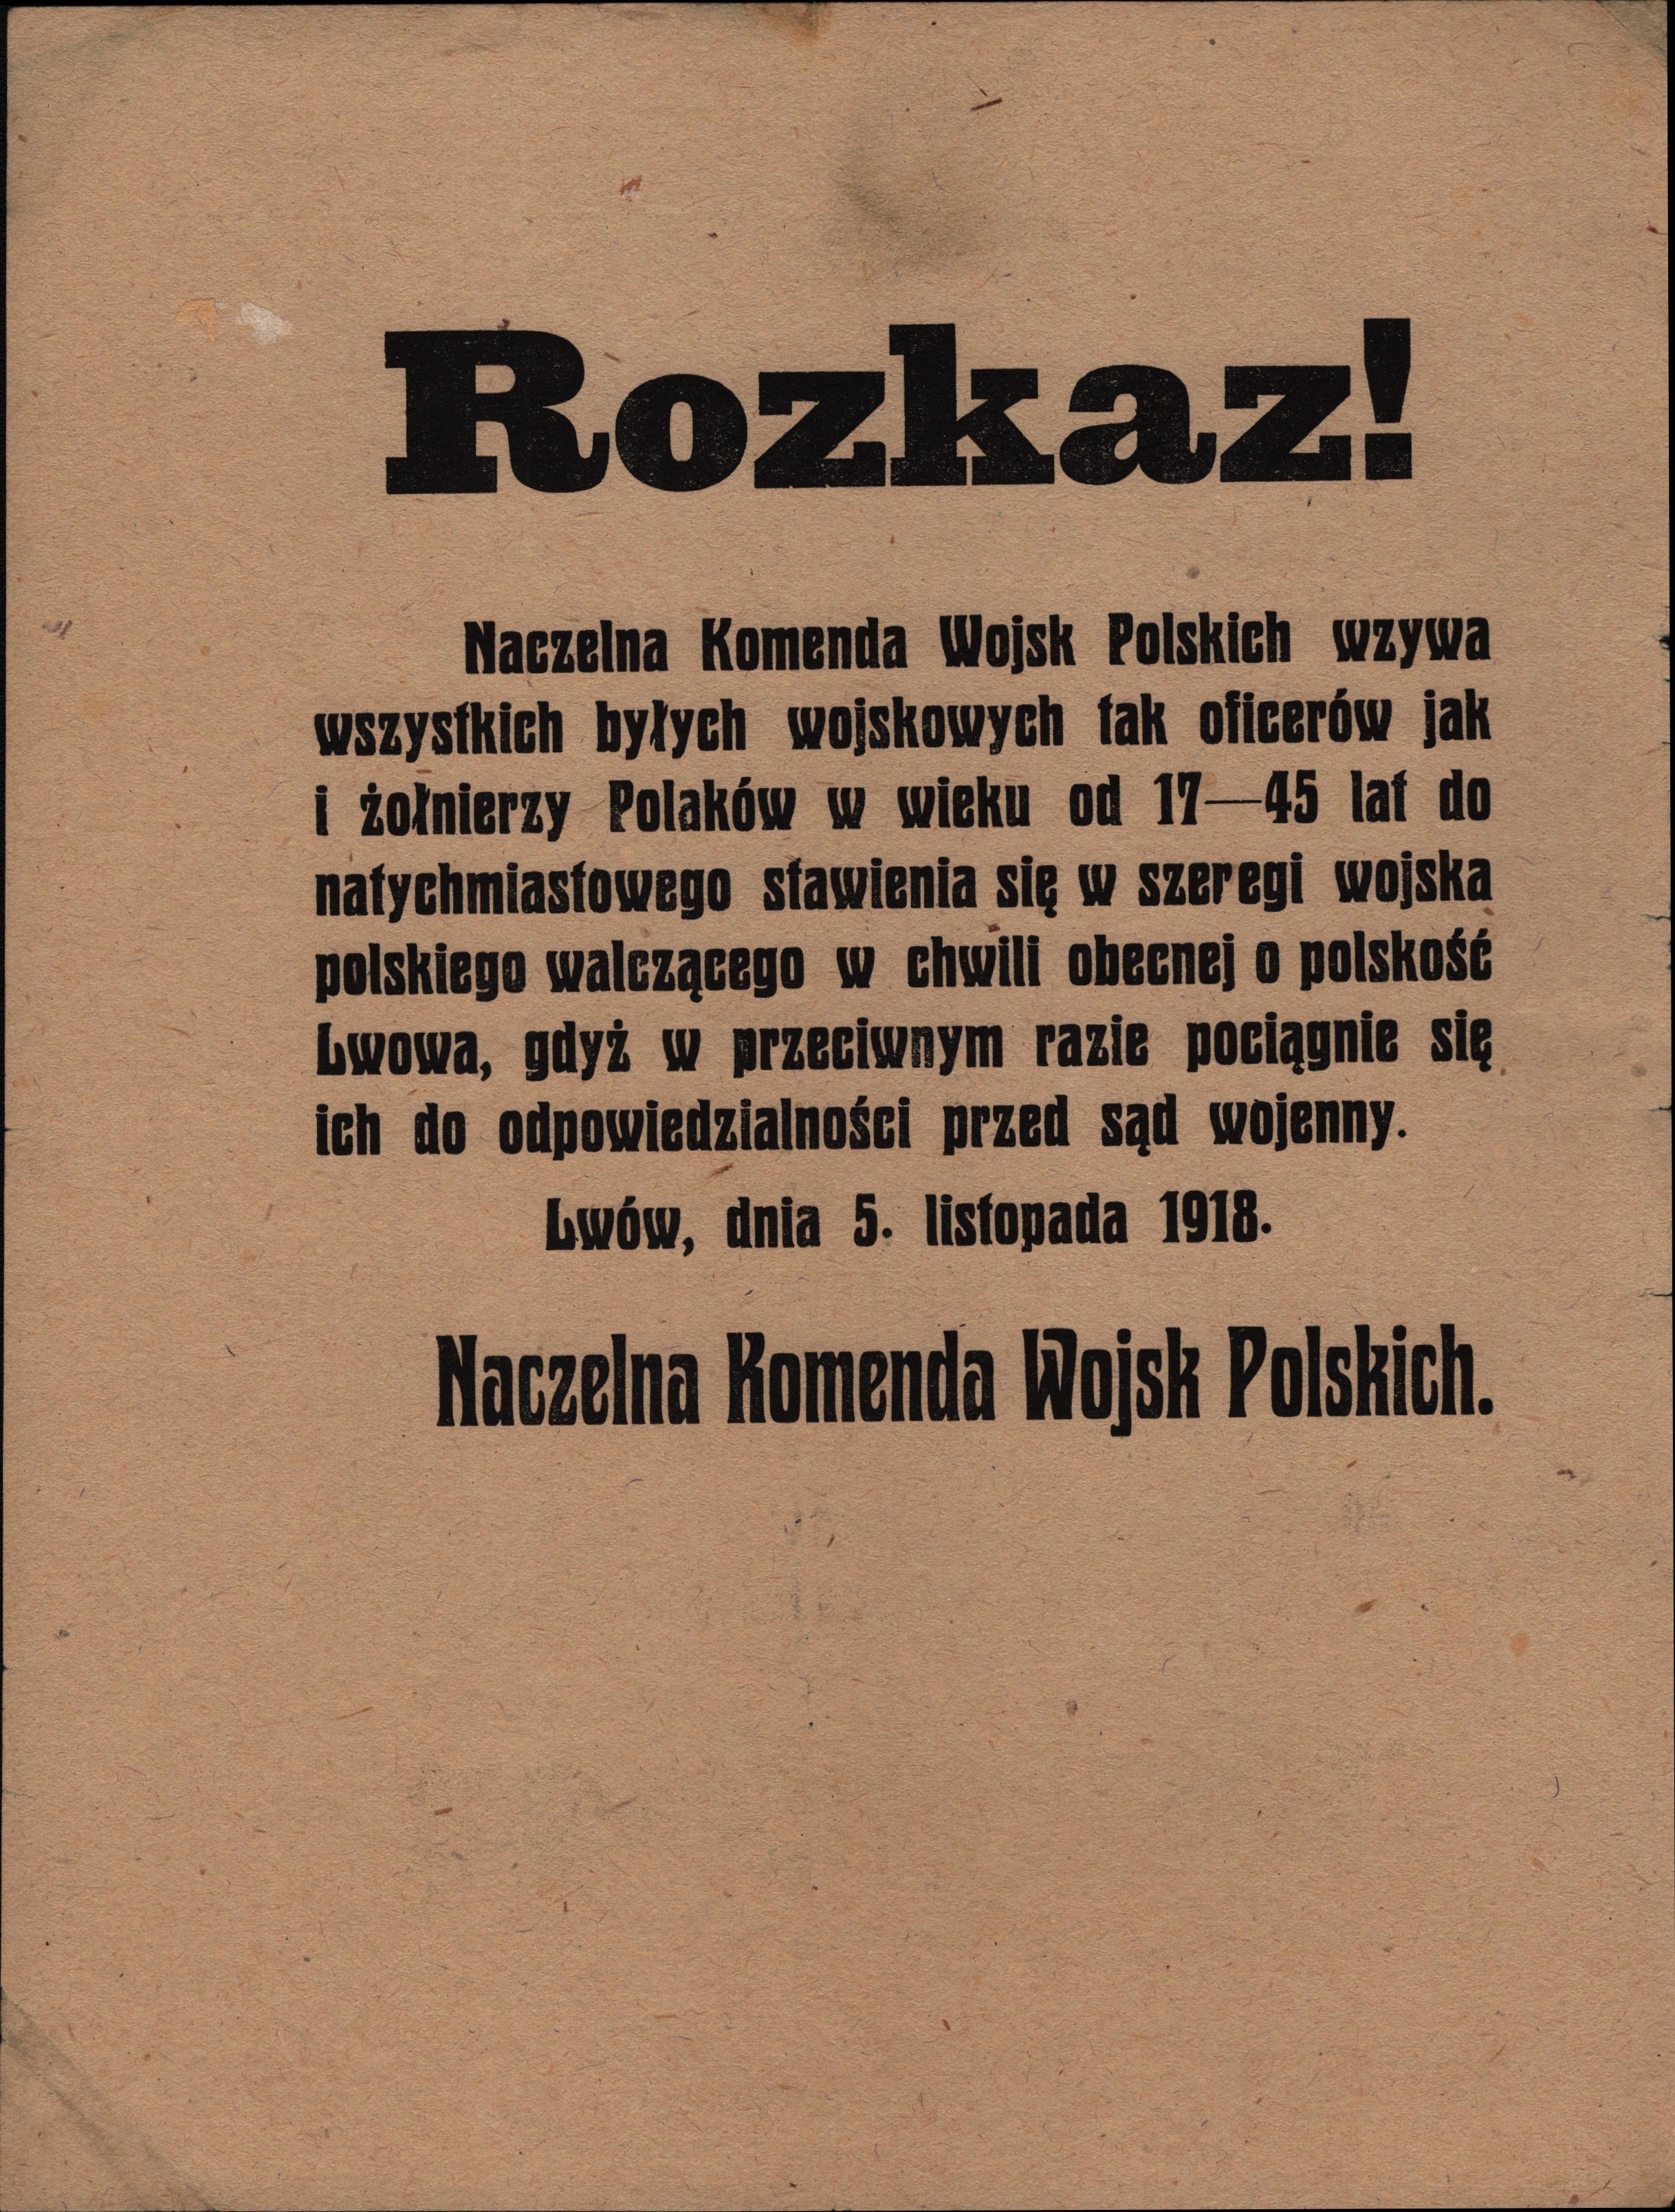 Rozkaz!
Naczelna Komenda Wojsk Polskich wzywa
wszystkich byłych wojskowych tak oficerów jak
i żołnierzy Polaków w wieku od 17—45 lat do
natychmiastowego stawienia się w szeregi wojska
polskiego walczącego w chwili obecnej o polskość
Lwowa, gdyż w przeciwnym razie pociągnie się
ich do odpowiedzialności przed sąd wojenny.
Lwów, dnia 5. listopada 1918.
Naczelna Komenda Wojsk Polskich.